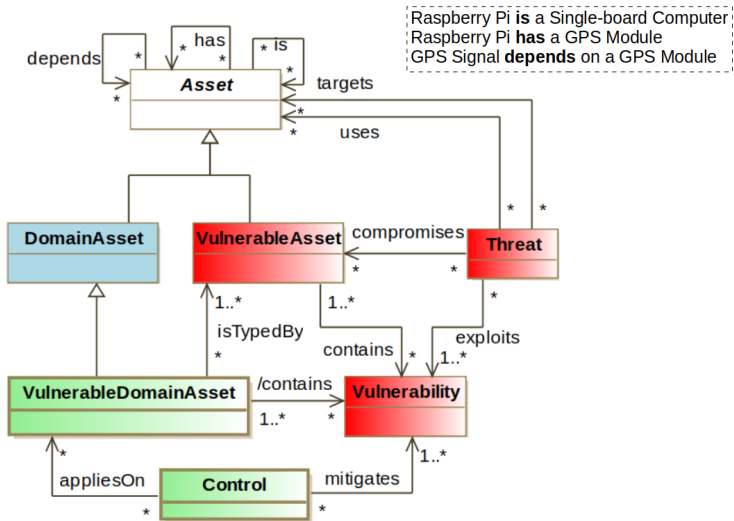 Raspberry Pi is a Single-board Computer
Raspberry Pi has a GPS Module
GPS Signal depends on a GPS Module
depends
*
*
has
*
*
is
*
*
Asset
targets
*
*
uses
*
*
DomainAsset
VulnerableAsset
compromises
*
*
Threat
1..*
isTypedBy
*
1..*
contains
*
*
exploits
1..*
VulnerableDomainAsset
/contains
1..*
*
Vulnerability
*
appliesOn
*
Control
mitigates
*
1..*